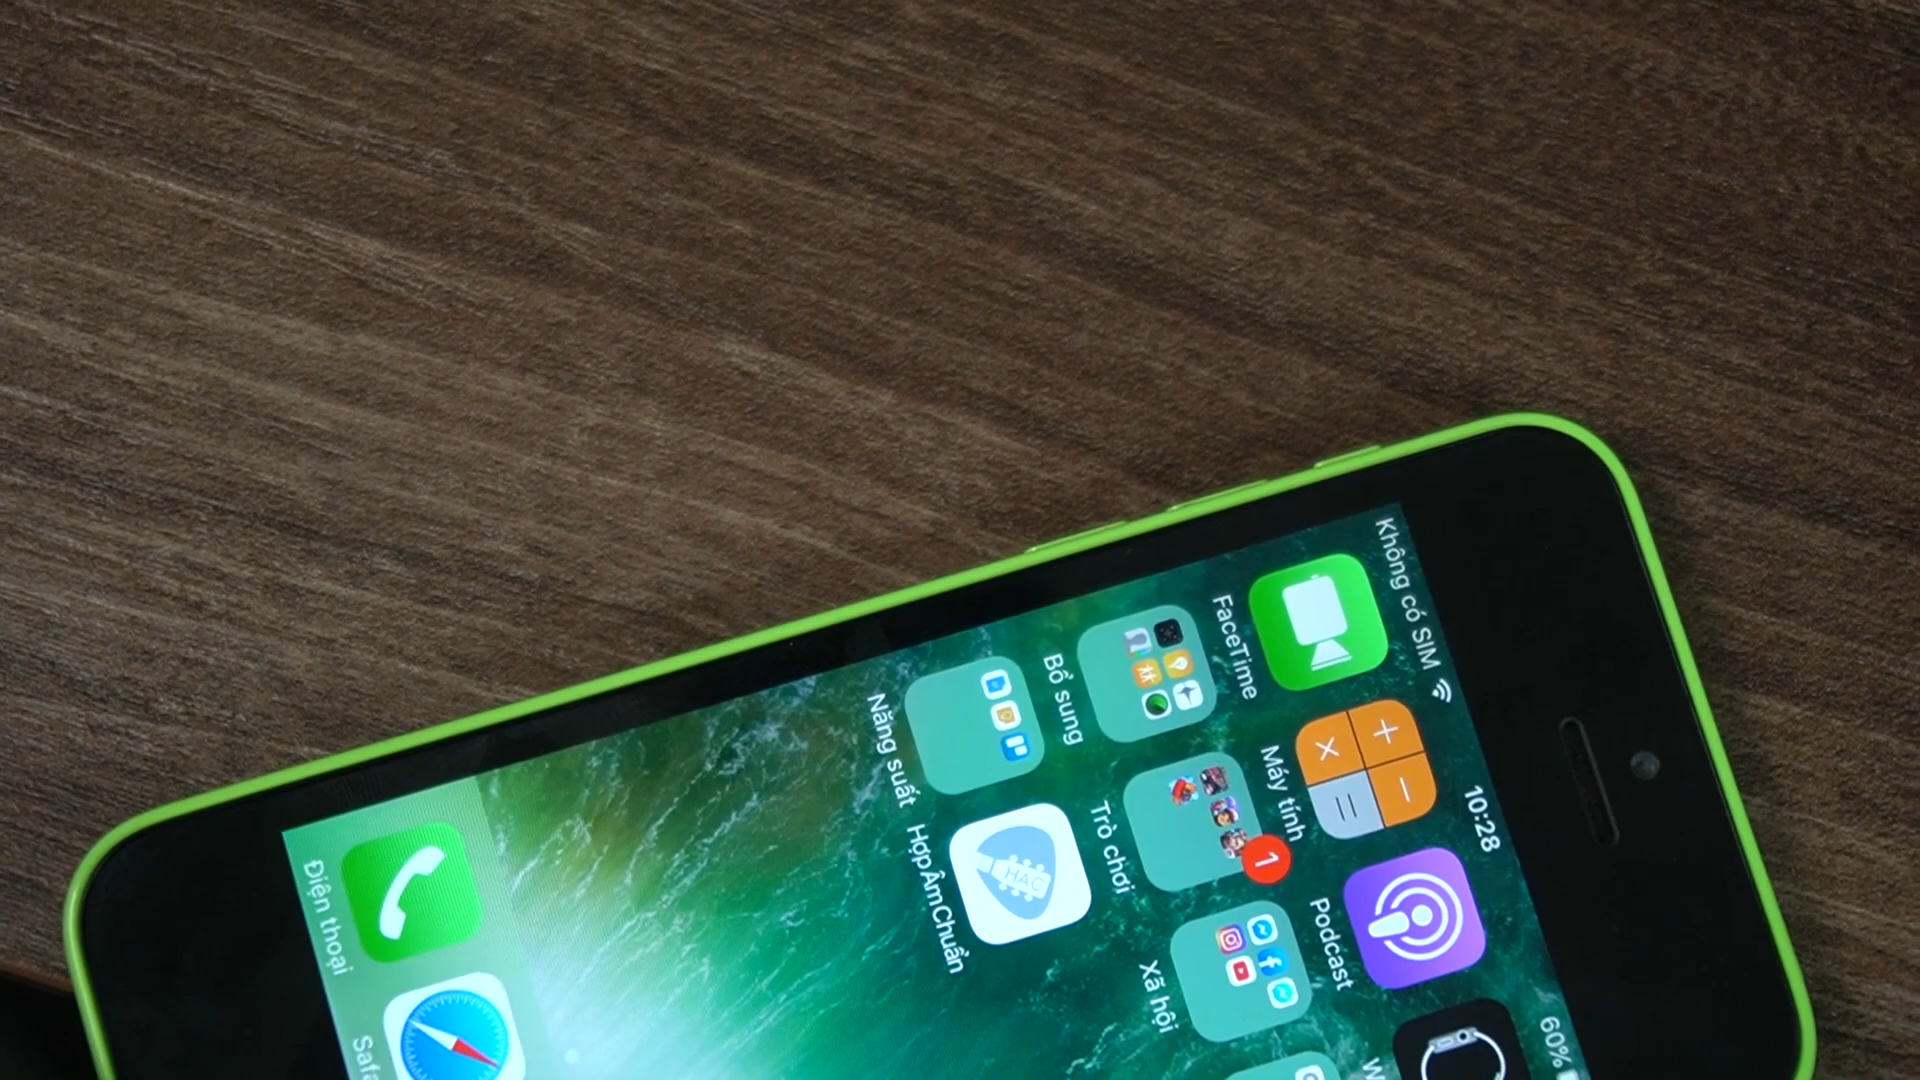 Không có SIM
10:28
60%
FaceTime
Máy tính
Podcast
Bổ sung
1
Trò chơi
Xã hội
Năng suất
HAC
HợpÂmChuẩn
Điện thoại